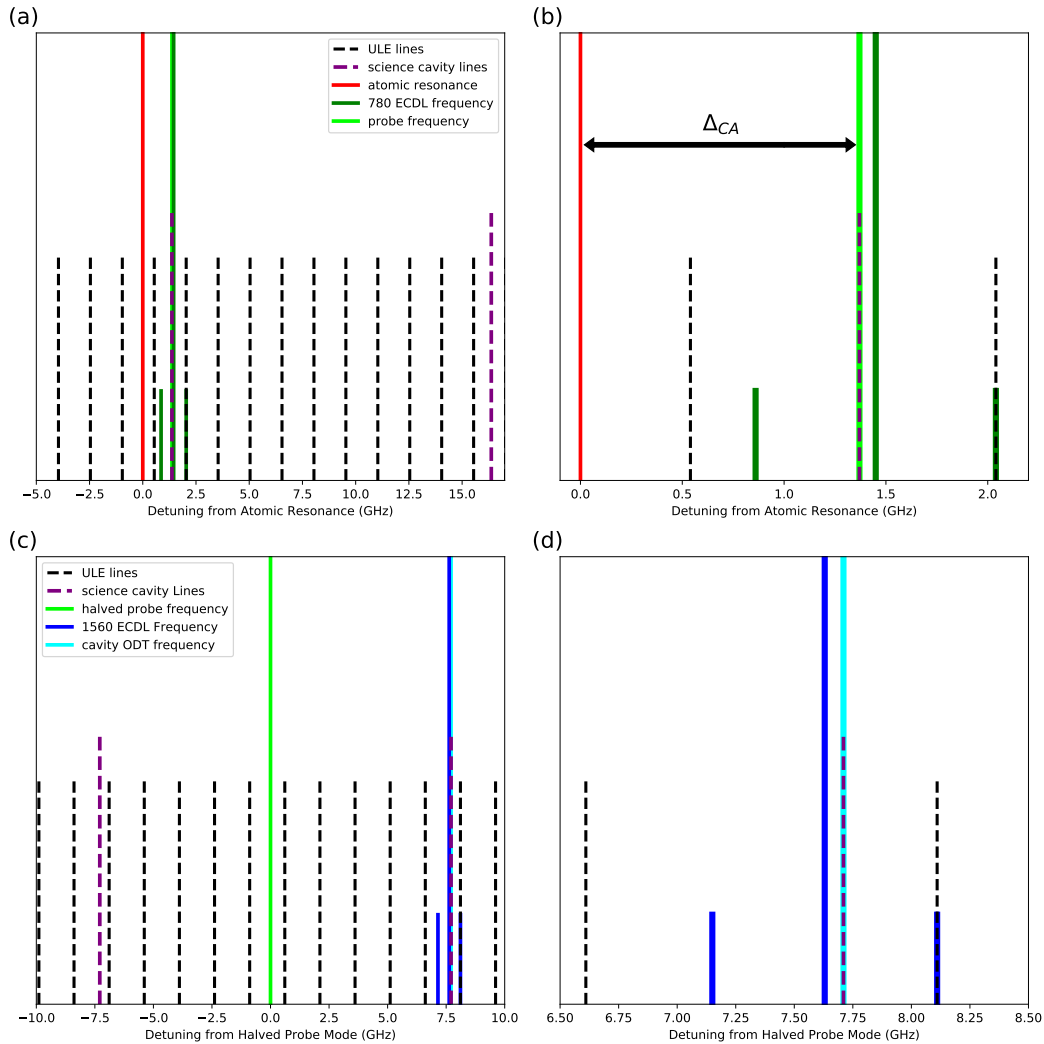 (a)
(b)
ULE lines
science cavity lines
atomic resonance
780 ECDL frequency
probe frequency
Δ_CA
−5.0 −2.5 0.0 2.5 5.0 7.5 10.0 12.5 15.0
Detuning from Atomic Resonance (GHz)
0.0 0.5 1.0 1.5 2.0
Detuning from Atomic Resonance (GHz)
(c)
(d)
ULE lines
science cavity Lines
halved probe frequency
1560 ECDL Frequency
cavity ODT frequency
−10.0 −7.5 −5.0 −2.5 0.0 2.5 5.0 7.5 10.0
Detuning from Halved Probe Mode (GHz)
6.50 6.75 7.00 7.25 7.50 7.75 8.00 8.25 8.50
Detuning from Halved Probe Mode (GHz)